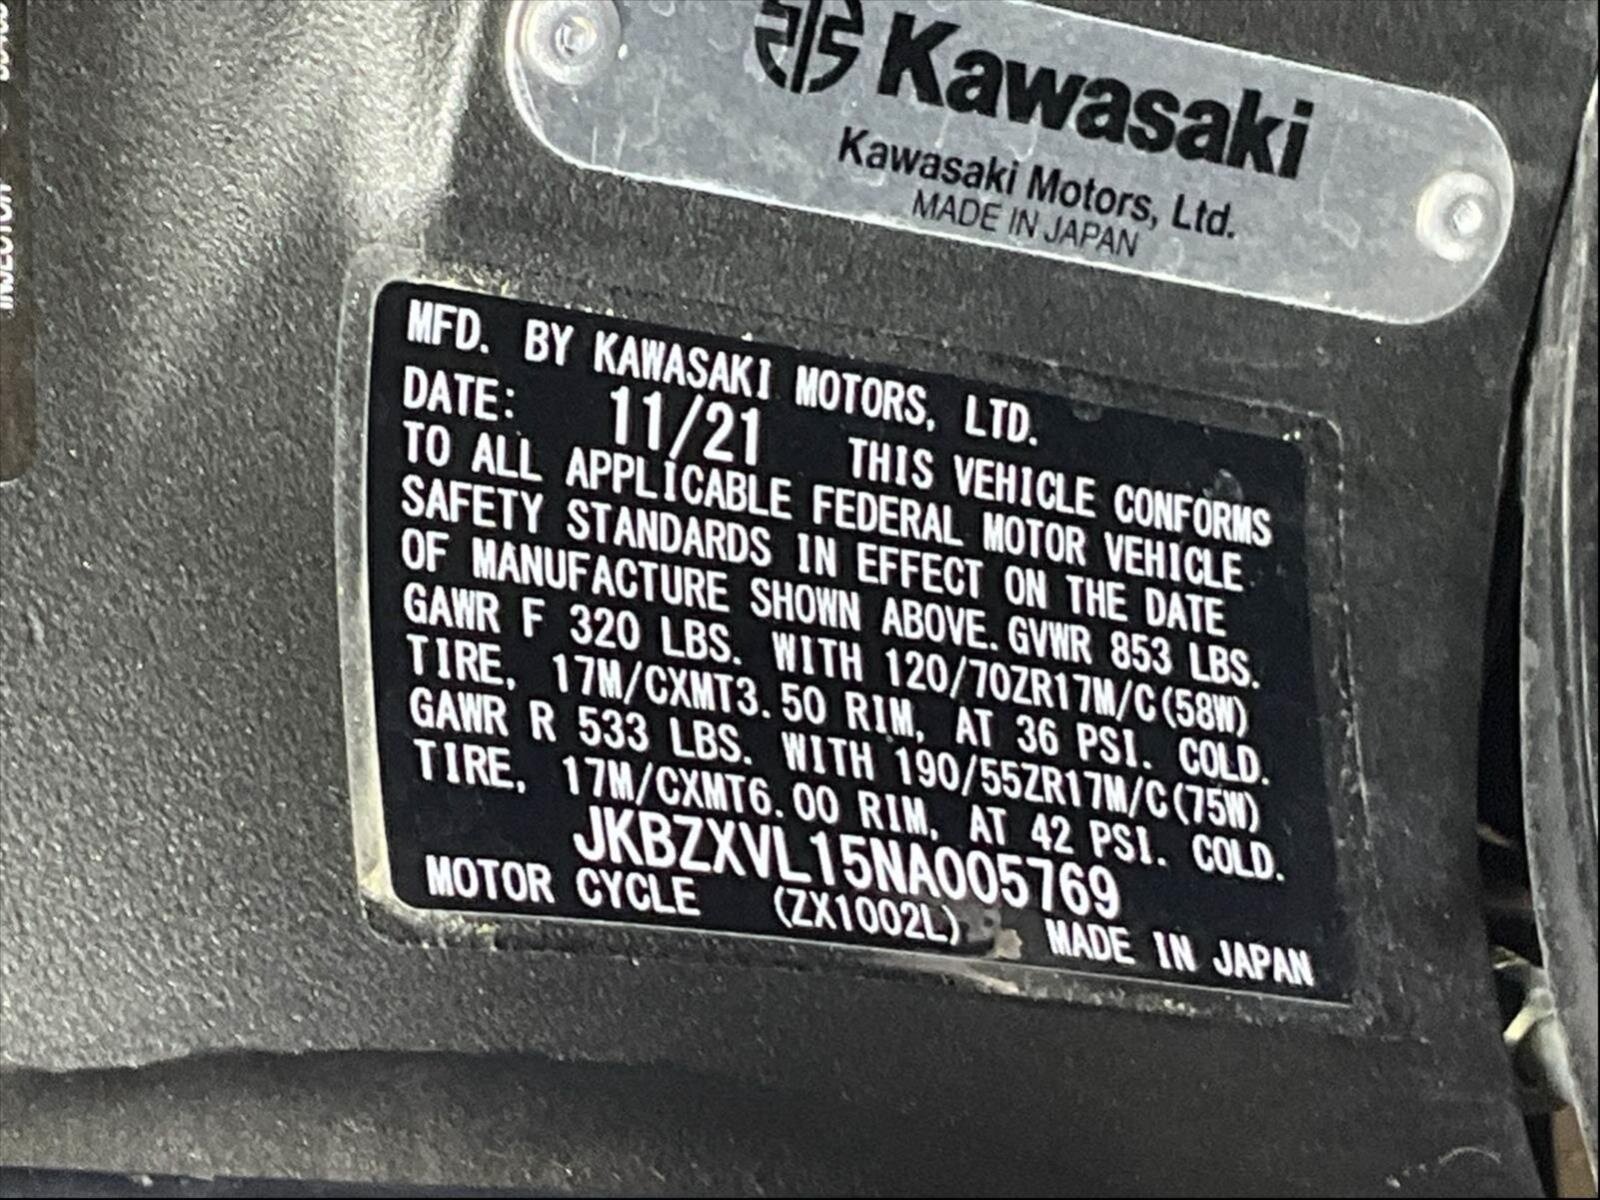 Kawasaki
Kawasaki Motors, Ltd.
MADE IN JAPAN
INJECTOR
MFD. BY KAWASAKI MOTORS, LTD.
DATE: 11/21 THIS VEHICLE CONFORMS
TO ALL APPLICABLE FEDERAL MOTOR VEHICLE
SAFETY STANDARDS IN EFFECT ON THE DATE
OF MANUFACTURE SHOWN ABOVE. GVWR 853 LBS.
GAWR F 320 LBS. WITH 120/70ZR17M/C(58W)
TIRE, 17M/CXMT3.50 RIM, AT 36 PSI. COLD.
GAWR R 533 LBS. WITH 190/55ZR17M/C(75W)
TIRE, 17M/CXMT6.00 RIM, AT 42 PSI. COLD.
JKBZXVL15NA005769
MOTOR CYCLE (ZX1002L) MADE IN JAPAN